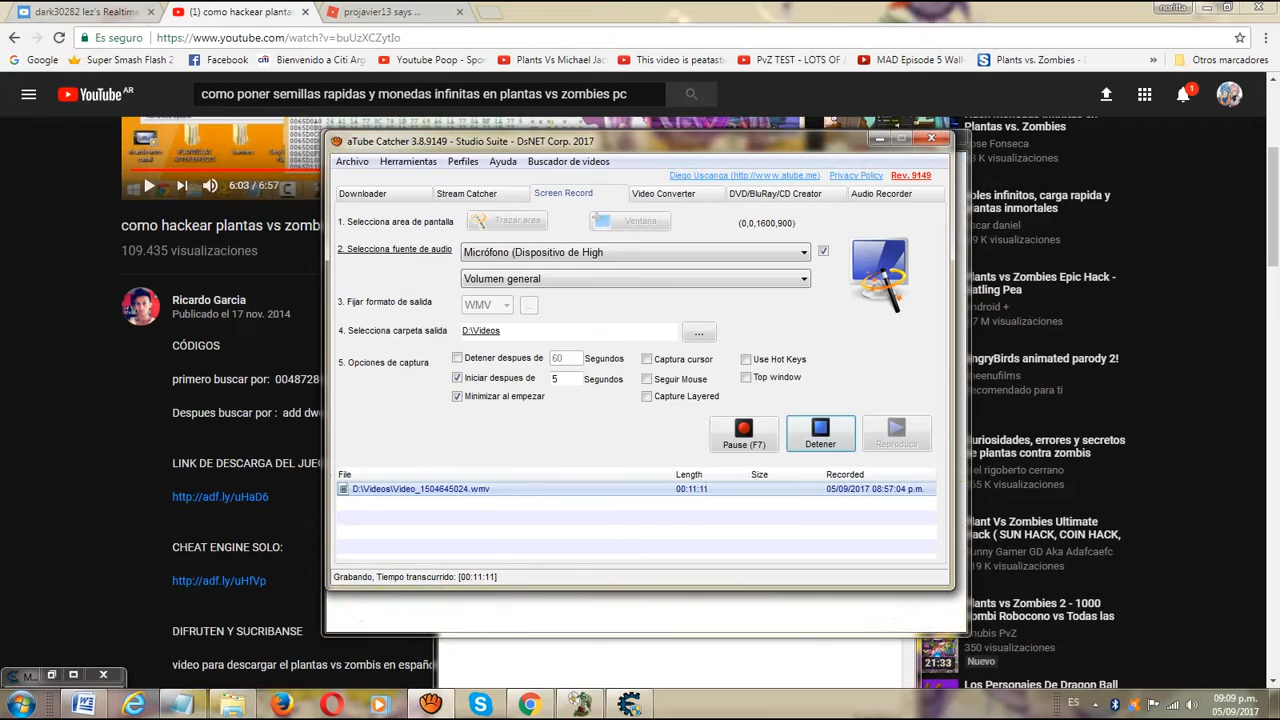 dark30282 lez's Realtime
(1) como hackear plantas
projavier13 says ...
noritta
Es seguro
https://www.youtube.com/watch?v=buUzXCZytIo
Google
Super Smash Flash 2
Facebook
Bienvenido a Citi Arg
Youtube Poop - Spon
Plants Vs Michael Jac
This video is peatastic
PvZ TEST - LOTS OF
MAD Episode 5 Wall-
Plants vs. Zombies -
»
Otros marcadores
YouTube AR
como poner semillas rapidas y monedas infinitas en plantas vs zombies pc
1
3:03 / 6:57
como hackear plantas vs zomb
109.435 visualizaciones
Ricardo Garcia
Publicado el 17 nov. 2014
CÓDIGOS
primero buscar por: 0048728
Despues buscar por : add dw
LINK DE DESCARGA DEL JUE
http://adf.ly/uHaD6
CHEAT ENGINE SOLO:
http://adf.ly/uHfVp
DIFRUTEN Y SUCRIBANSE
video para descargar el plantas vs zombis en españo
aTube Catcher 3.8.9149 - Studio Suite - DsNET Corp. 2017
Archivo Herramientas Perfiles Ayuda Buscador de videos
Diego Uscanga (http://www.atube.me) Privacy Policy Rev. 9149
Downloader Stream Catcher Screen Record Video Converter DVD/BluRay/CD Creator Audio Recorder
1. Selecciona area de pantalla Trazar area Ventana (0,0,1600,900)
2. Selecciona fuente de audio Micrófono (Dispositivo de High
Volumen general
3. Fijar formato de salida WMV ...
4. Selecciona carpeta salida D:\Videos ...
5. Opciones de captura
Detener despues de 60 Segundos Captura cursor Use Hot Keys
Iniciar despues de 5 Segundos Seguir Mouse Top window
Minimizar al empezar Capture Layered
Pause (F7) Detener Reproducir
File Length Size Recorded
D:\Videos\Video_1504645024.wmv 00:11:11 05/09/2017 08:57:04 p.m.
Grabando, Tiempo transcurrido: [00:11:11]
Plants vs. Zombies
Jose Fonseca
oles infinitos, carga rapida y
lantas inmortales
scar daniel
lants vs Zombies Epic Hack -
atling Pea
ndroid +
7 M visualizaciones
ngryBirds animated parody 2!
heenufilms
ecomendado para ti
uriosidades, errores y secretos
e plantas contra zombis
el rigoberto cerrano
65 K visualizaciones
lant Vs Zombies Ultimate
ack ( SUN HACK, COIN HACK,
unny Gamer GD Aka Adafcaefc
19 K visualizaciones
lants vs Zombies 2 - 1000
ombi Robocono vs Todas las
nubis PvZ
350 visualizaciones
21:33
Nuevo
Los Personajes De Dragon Ball
M...
ES
09:09 p.m.
05/09/2017